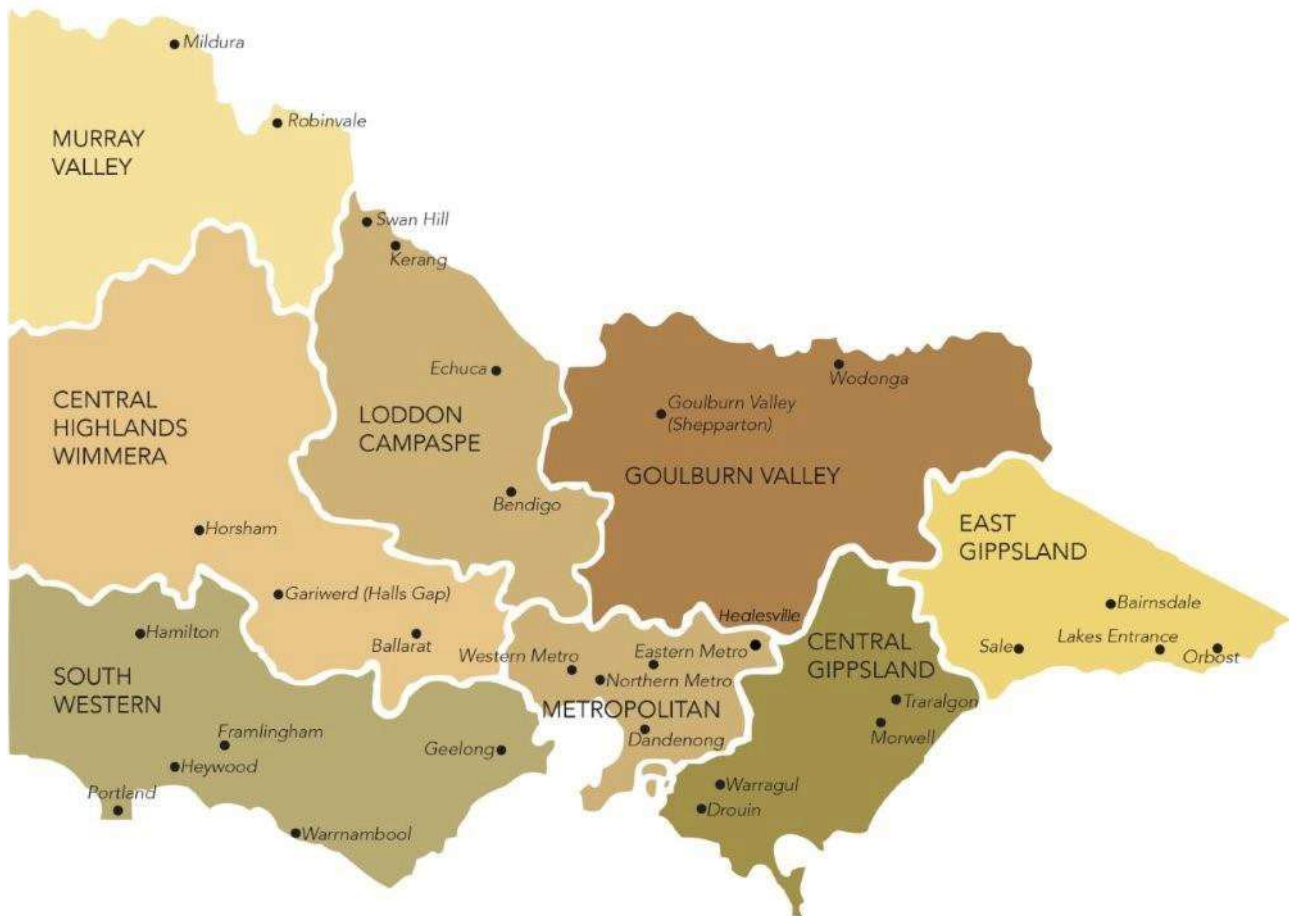 Mildura
Robinvale
MURRAY
VALLEY
Swan Hill
Kerang
Echuca
Wodonga
CENTRAL
HIGHLANDS
WIMMERA
LODDON
CAMPASPE
Goulburn Valley
(Shepparton)
GOULBURN VALLEY
Bendigo
Horsham
EAST
GIPPSLAND
Gariwerd (Halls Gap)
Bairnsdale
Hamilton
Ballarat
Healesville
Western Metro
Eastern Metro
Northern Metro
CENTRAL
GIPPSLAND
Sale
Lakes Entrance
Orbost
SOUTH
WESTERN
METROPOLITAN
Traralgon
Morwell
Framlingham
Geelong
Dandenong
Heywood
Portland
Warragul
Drouin
Warrnambool